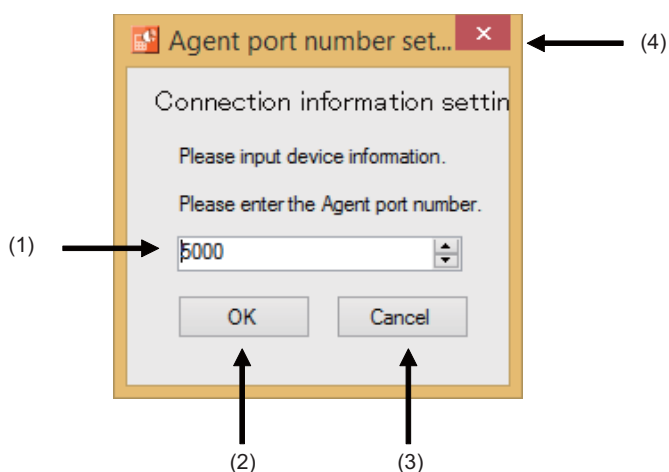 Agent port number set...
(4)
Connection information settin
Please input device information.
Please enter the Agent port number.
(1)
5000
OK
Cancel
(2)
(3)